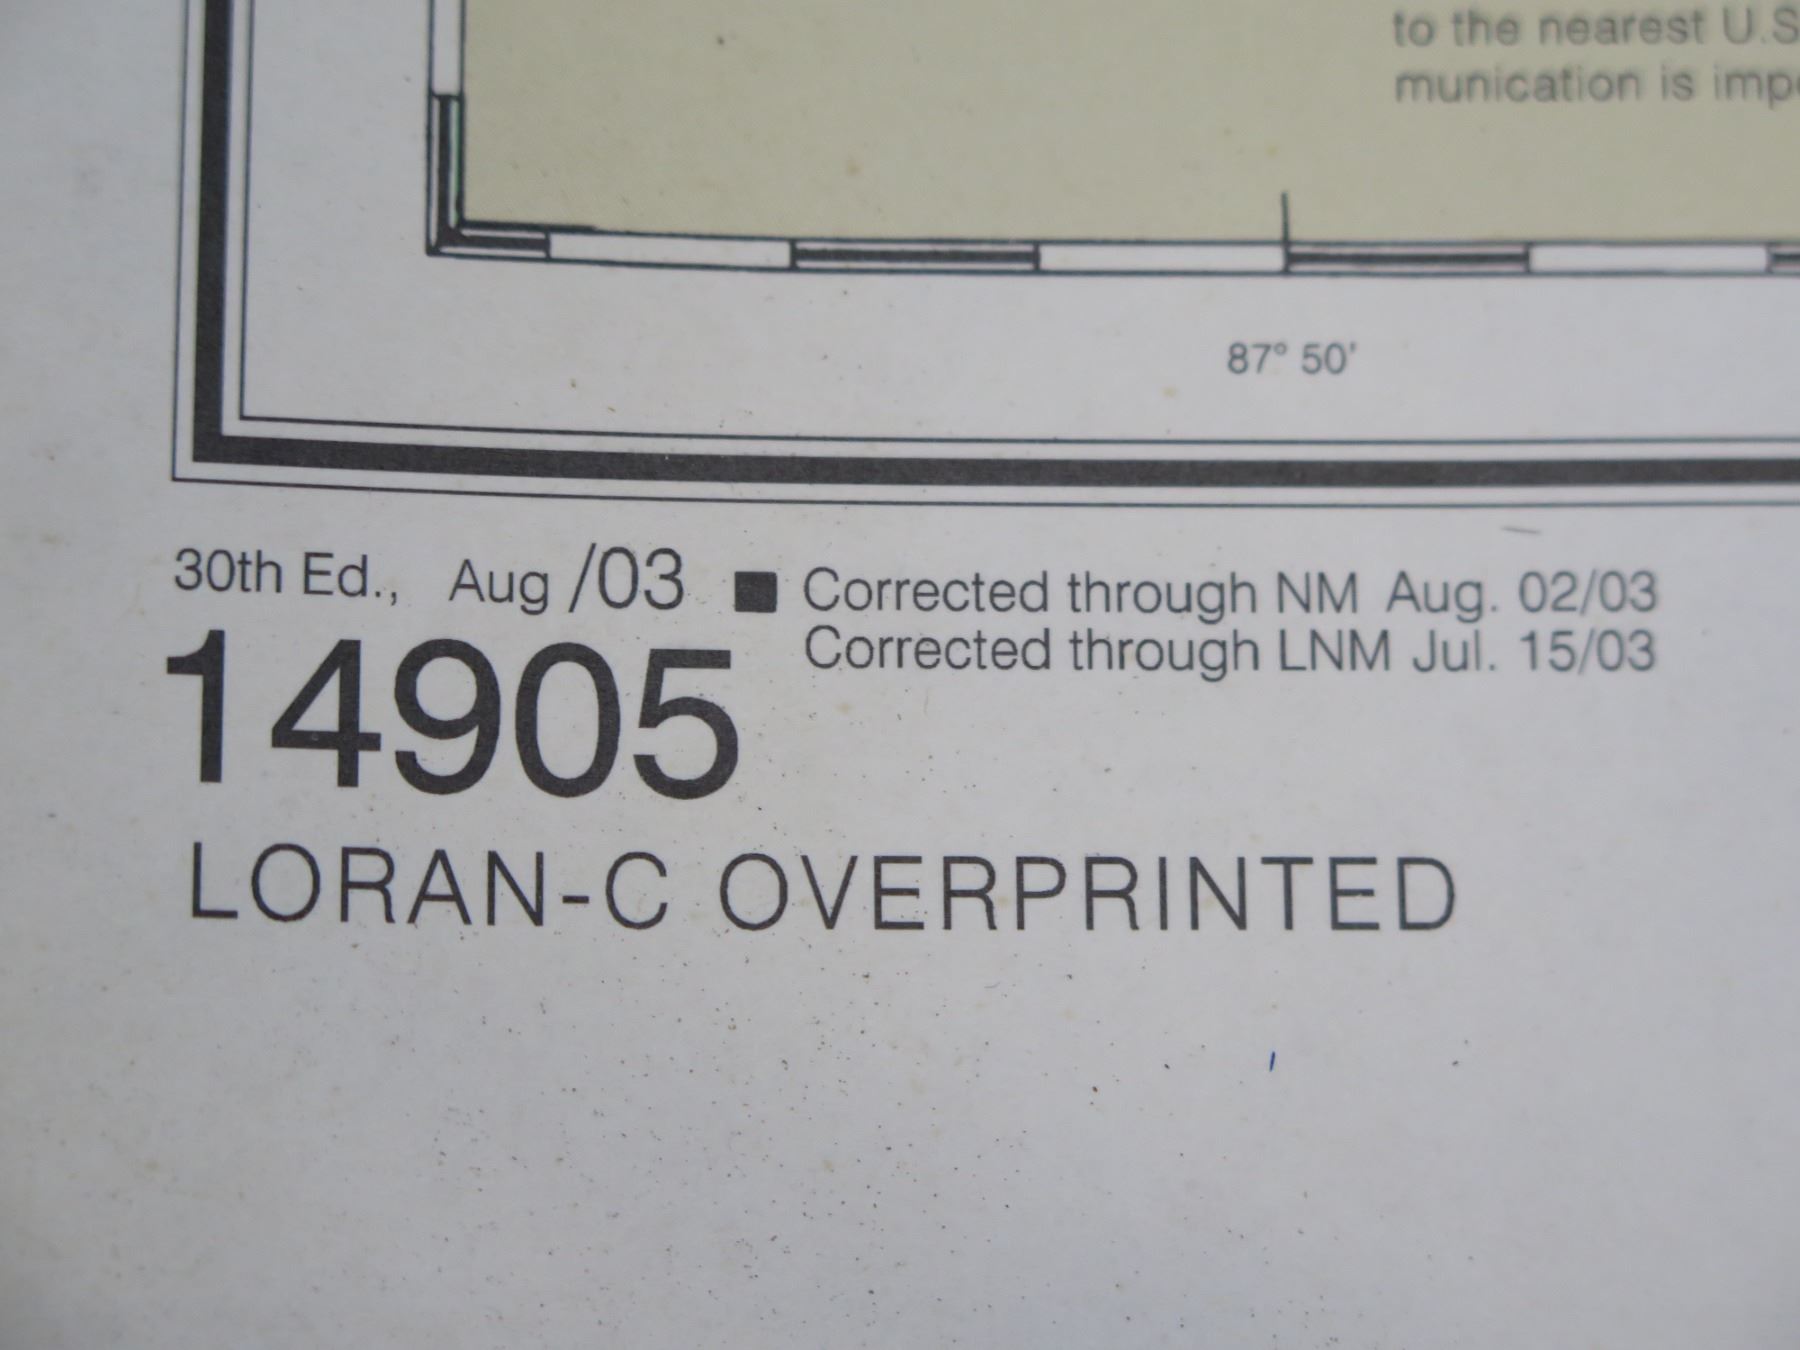 to the nearest U.S
munication is imp
87° 50'
30th Ed., Aug /03 ■ Corrected through NM Aug. 02/03
Corrected through LNM Jul. 15/03
14905
LORAN-C OVERPRINTED